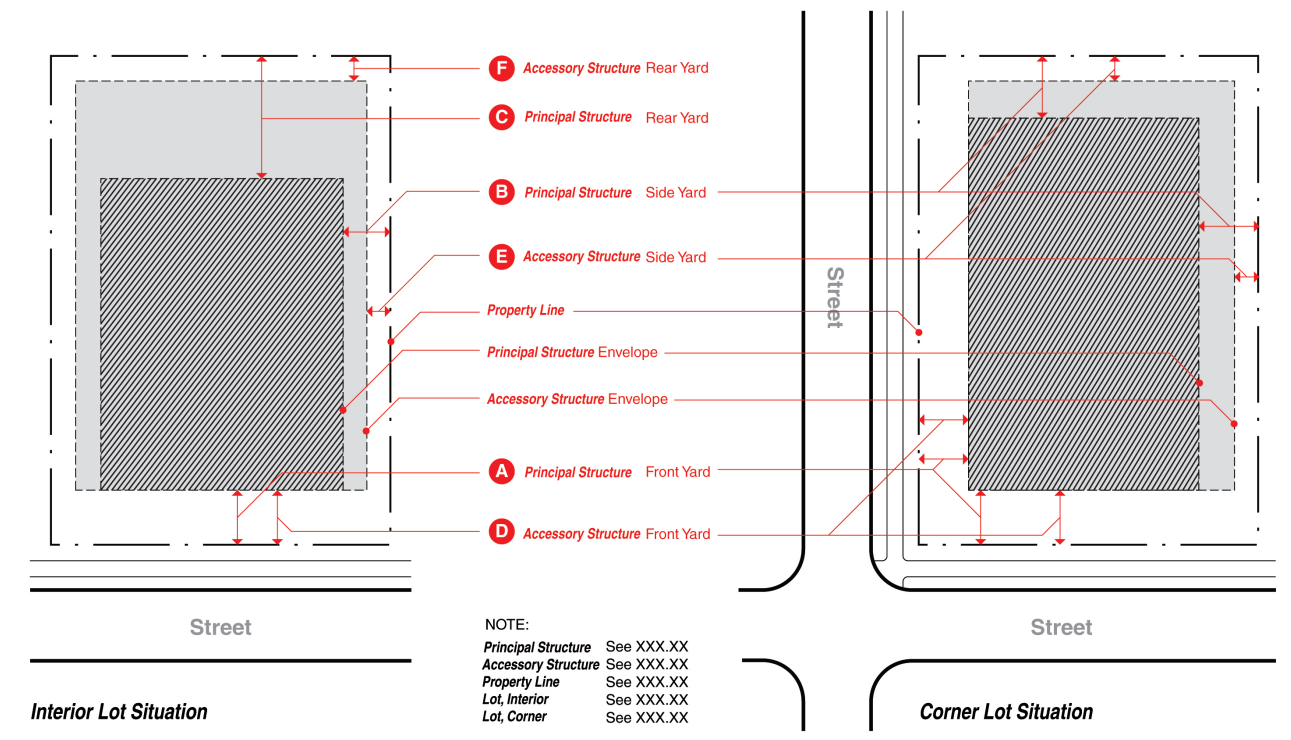 F Accessory Structure Rear Yard
C Principal Structure Rear Yard
B Principal Structure Side Yard
E Accessory Structure Side Yard
Street
Property Line
Principal Structure Envelope
Accessory Structure Envelope
A Principal Structure Front Yard
D Accessory Structure Front Yard
Street
Street
NOTE:
Principal Structure See XXX.XX
Accessory Structure See XXX.XX
Property Line See XXX.XX
Lot, Interior See XXX.XX
Lot, Corner See XXX.XX
Interior Lot Situation
Corner Lot Situation